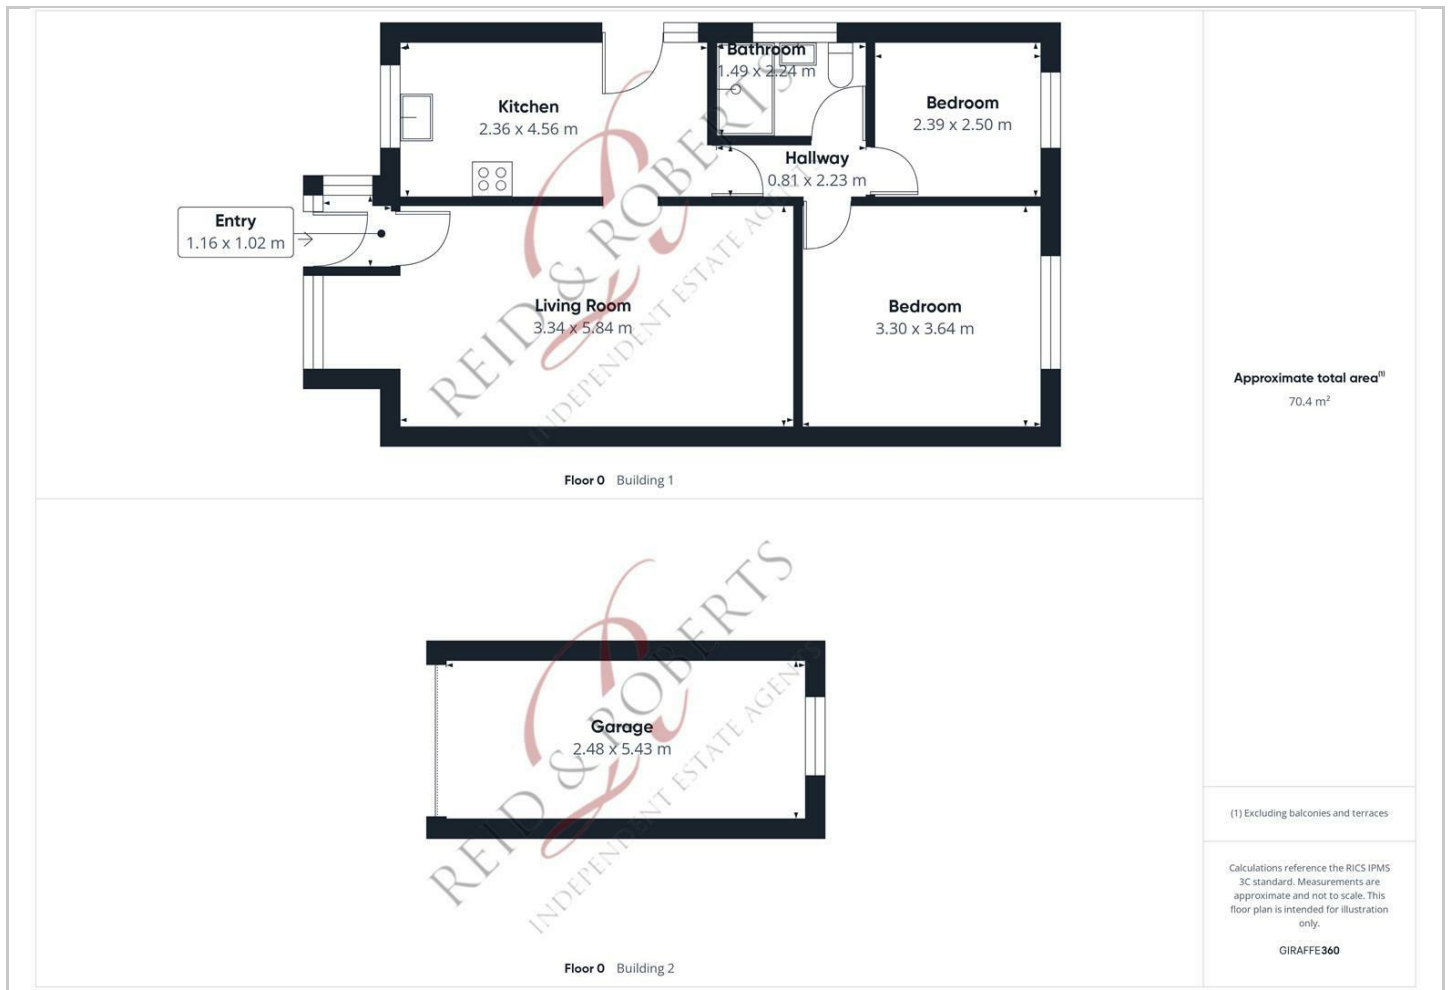 Bathroom
1.49 x 2.24 m
Kitchen
2.36 x 4.56 m
Bedroom
2.39 x 2.50 m
Hallway
0.81 x 2.23 m
Entry
1.16 x 1.02 m
Living Room
3.34 x 5.84 m
Bedroom
3.30 x 3.64 m
REID & ROBERTS
INDEPENDENT ESTATE AGENTS
Floor 0 Building 1
Garage
2.48 x 5.43 m
REID & ROBERTS
INDEPENDENT ESTATE AGENTS
Floor 0 Building 2
Approximate total area(1)
70.4 m²
(1) Excluding balconies and terraces
Calculations reference the RICS IPMS
3C standard. Measurements are
approximate and not to scale. This
floor plan is intended for illustration
only.
GIRAFFE360